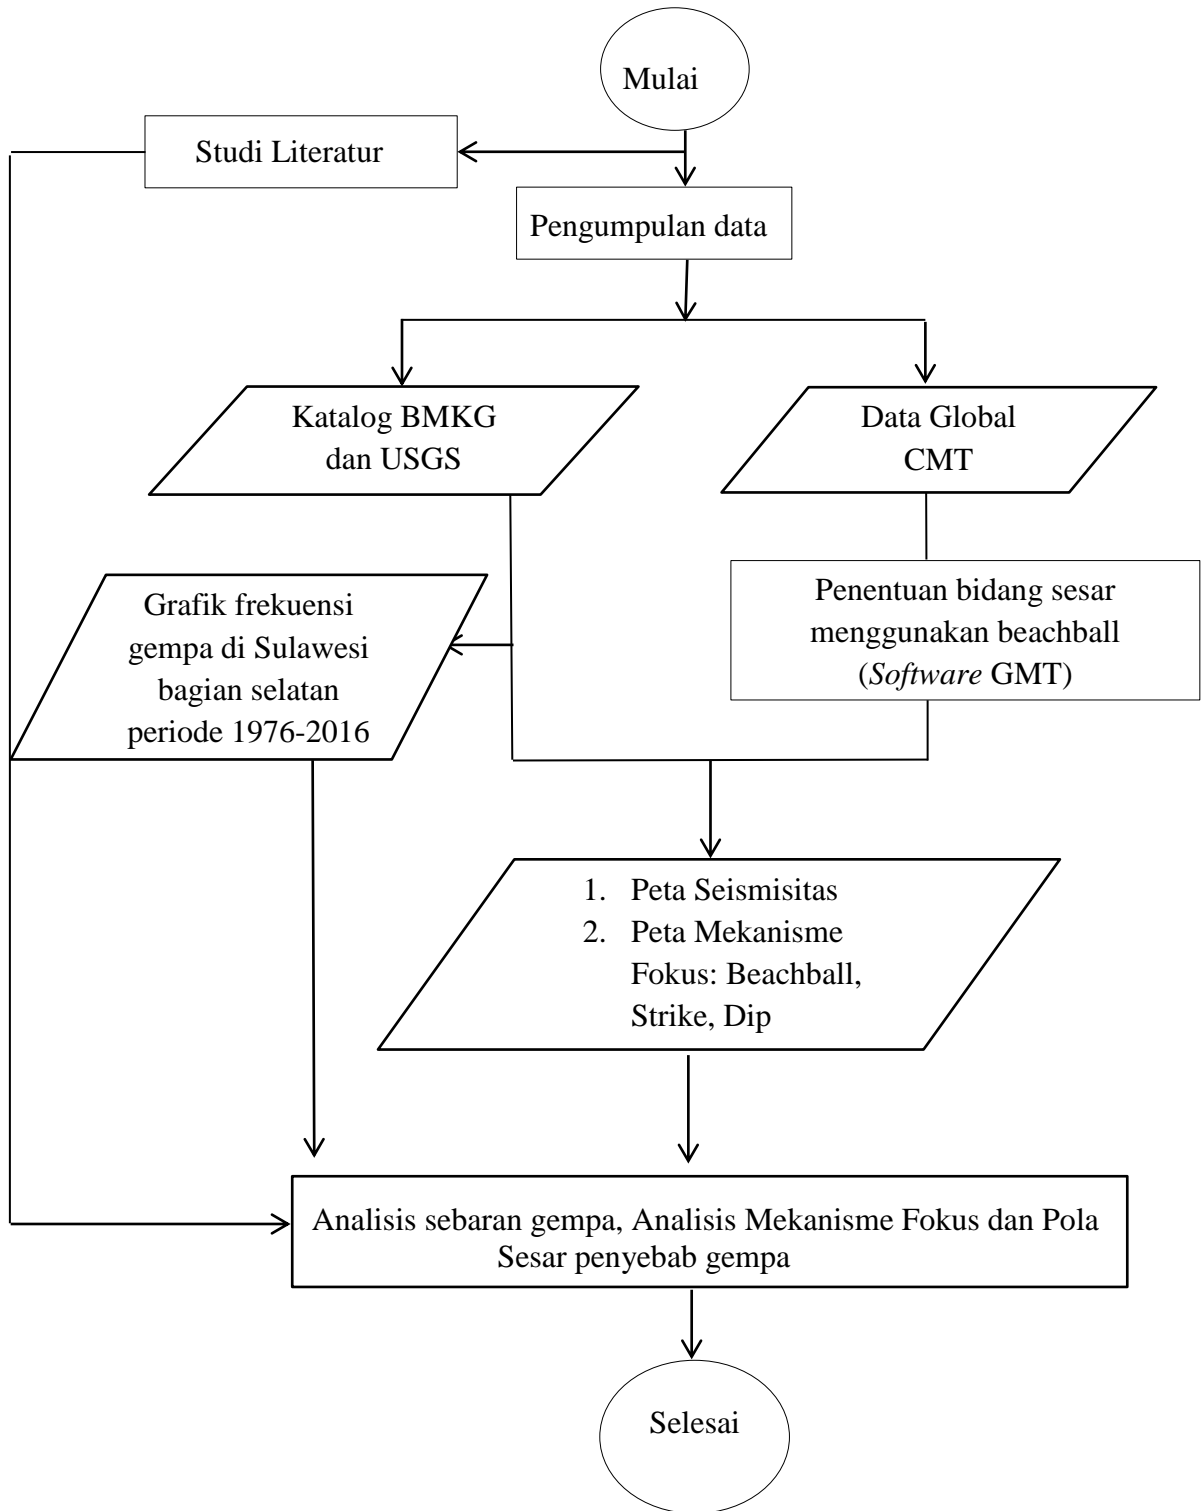 Mulai
Studi Literatur
Pengumpulan data
Katalog BMKG
dan USGS
Data Global
CMT
Grafik frekuensi
gempa di Sulawesi
bagian selatan
periode 1976-2016
Penentuan bidang sesar
menggunakan beachball
(Software GMT)
1. Peta Seismisitas
2. Peta Mekanisme
Fokus: Beachball,
Strike, Dip
Analisis sebaran gempa, Analisis Mekanisme Fokus dan Pola
Sesar penyebab gempa
Selesai